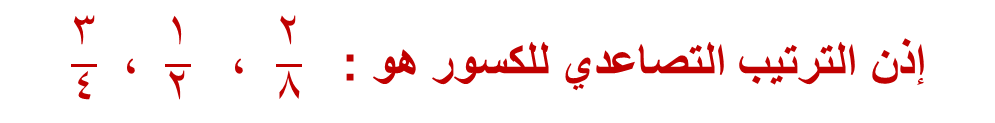 إذن الترتيب التصاعدي للكسور هو : ٢/٨ ، ١/٢ ، ٣/٤